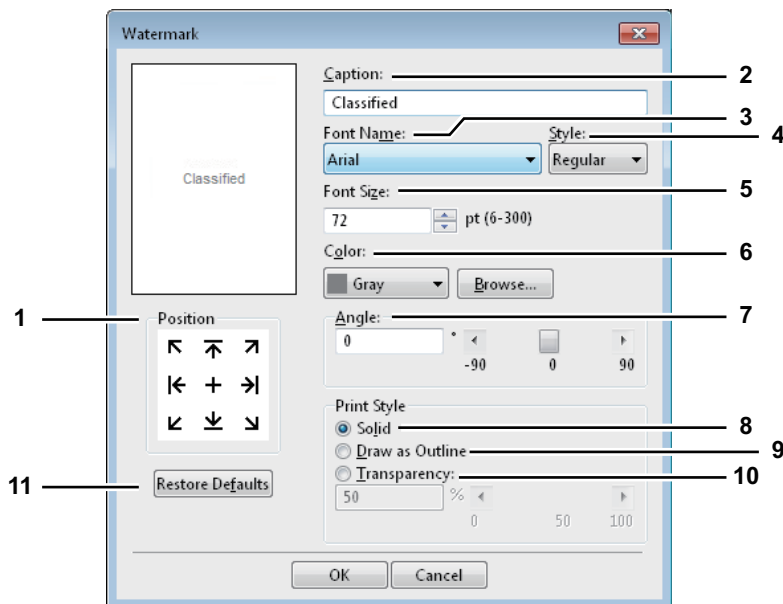 Watermark
Caption:
2
Classified
Font Name:
3
Style:
4
Arial
Regular
Classified
Font Size:
5
72
pt (6-300)
Color:
6
Gray
Browse...
1
Position
Angle:
7
0
°
-90
0
90
Print Style
Solid
8
Draw as Outline
9
Transparency:
10
11
Restore Defaults
50
%
0
50
100
OK
Cancel